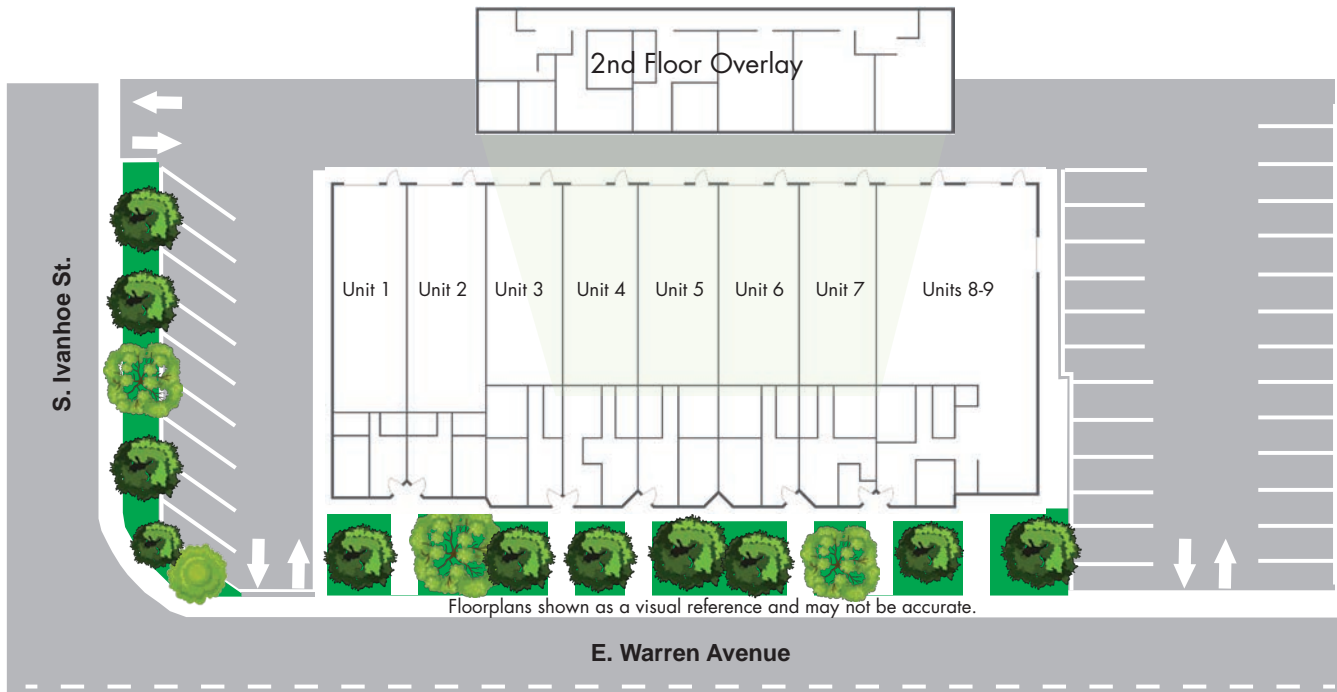 2nd Floor Overlay
S. Ivanhoe St.
Unit 1
Unit 2
Unit 3
Unit 4
Unit 5
Unit 6
Unit 7
Units 8-9
Floorplans shown as a visual reference and may not be accurate.
E. Warren Avenue